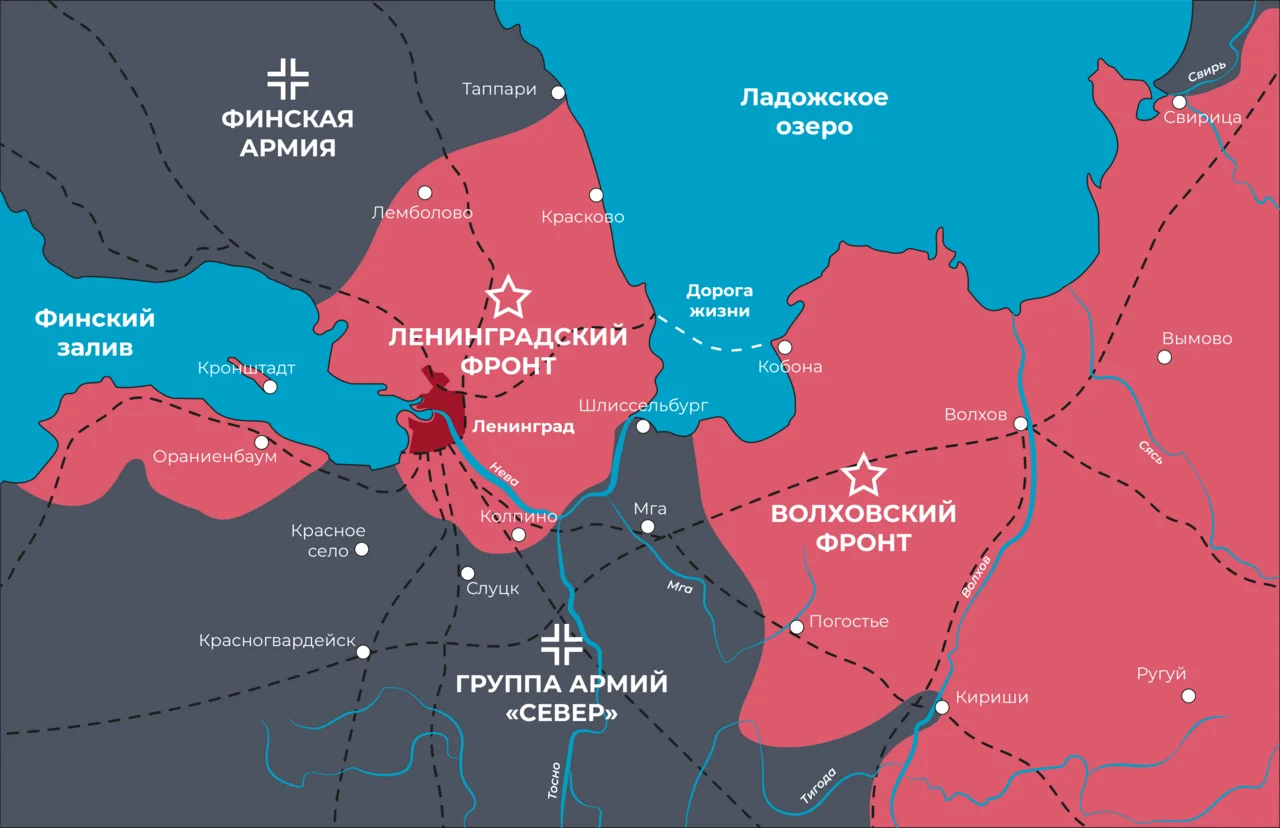 Свирь
Таппари
Ладожское
озеро
ФИНСКАЯ
АРМИЯ
Свирица
Лемболово
Красково
Дорога
жизни
Финский
залив
ЛЕНИНГРАДСКИЙ
ФРОНТ
Вымово
Кронштадт
Кобона
Шлиссельбург
Волхов
Ленинград
Ораниенбаум
Сясь
Нева
ВОЛХОВСКИЙ
ФРОНТ
Мга
Колпино
Красное
село
Мга
Волхов
Слуцк
Погостье
Красногвардейск
ГРУППА АРМИЙ
«СЕВЕР»
Ругуй
Кириши
Тосно
Тигода